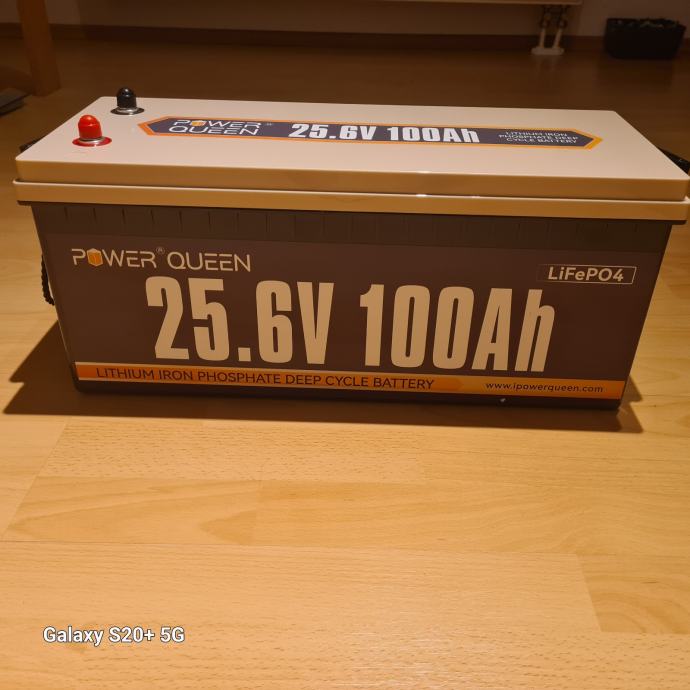 POWER® QUEEN
25.6V 100Ah
LITHIUM IRON
PHOSPHATE DEEP
CYCLE BATTERY
POWER® QUEEN
LiFePO4
25.6V 100Ah
LITHIUM IRON PHOSPHATE DEEP CYCLE BATTERY
www.ipowerqueen.com
Galaxy S20+ 5G